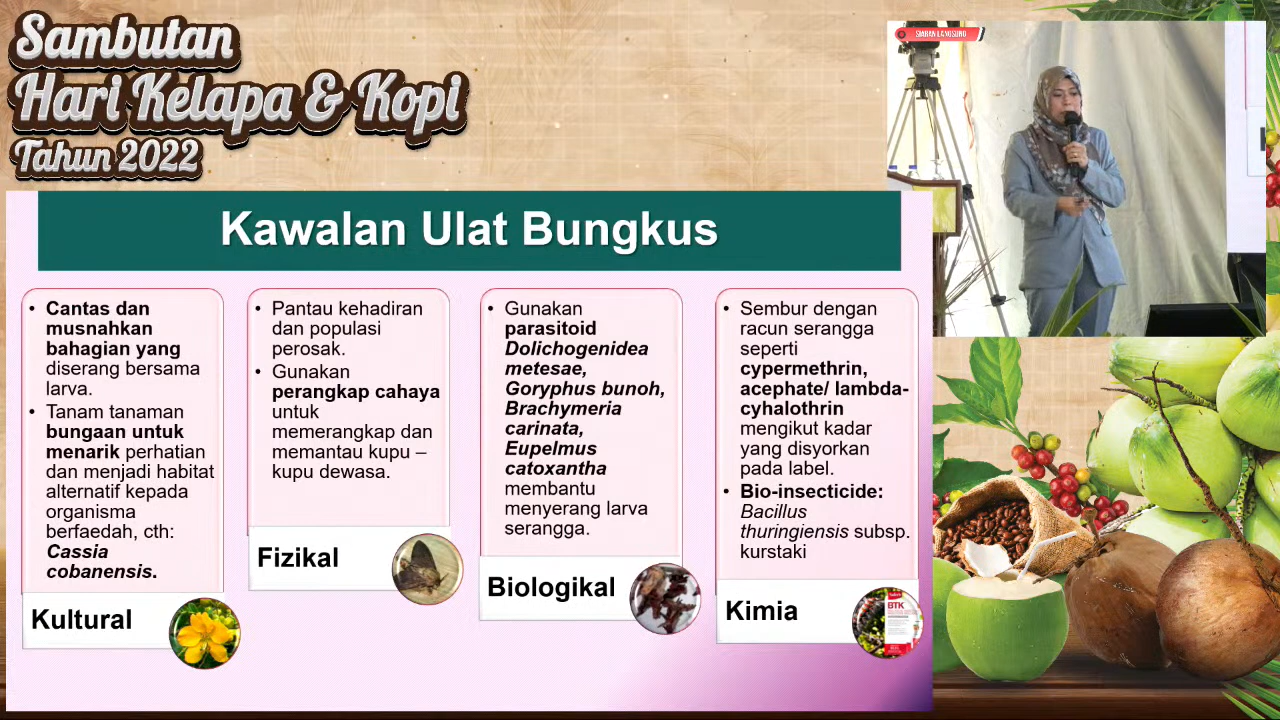 Sambutan
Hari Kelapa & Kopi
Tahun 2022
SIARAN LANGSUNG
Kawalan Ulat Bungkus
• Cantas dan
musnahkan
bahagian yang
diserang bersama
larva.
• Tanam tanaman
bungaan untuk
menarik perhatian
dan menjadi habitat
alternatif kepada
organisma
berfaedah, cth:
Cassia
cobanensis.
Kultural
• Pantau kehadiran
dan populasi
perosak.
• Gunakan
perangkap cahaya
untuk
memerangkap dan
memantau kupu –
kupu dewasa.
Fizikal
• Gunakan
parasitoid
Dolichogenidea
metesae,
Goryphus bunoh,
Brachymeria
carinata,
Eupelmus
catoxantha
membantu
menyerang larva
serangga.
Biologikal
• Sembur dengan
racun serangga
seperti
cypermethrin,
acephate/ lambda-
cyhalothrin
mengikut kadar
yang disyorkan
pada label.
• Bio-insecticide:
Bacillus
thuringiensis subsp.
kurstaki
Kimia
BTK